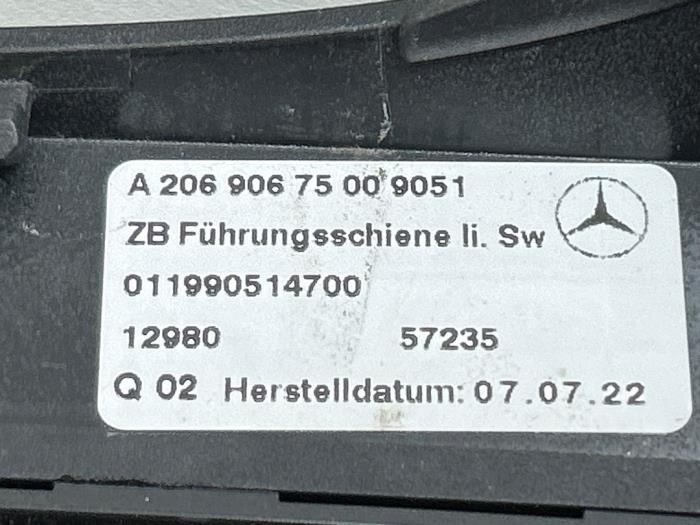 A 206 906 75 00 9051
ZB Führungsschiene li. Sw
011990514700
12980 57235
Q 02 Herstelldatum: 07.07.22